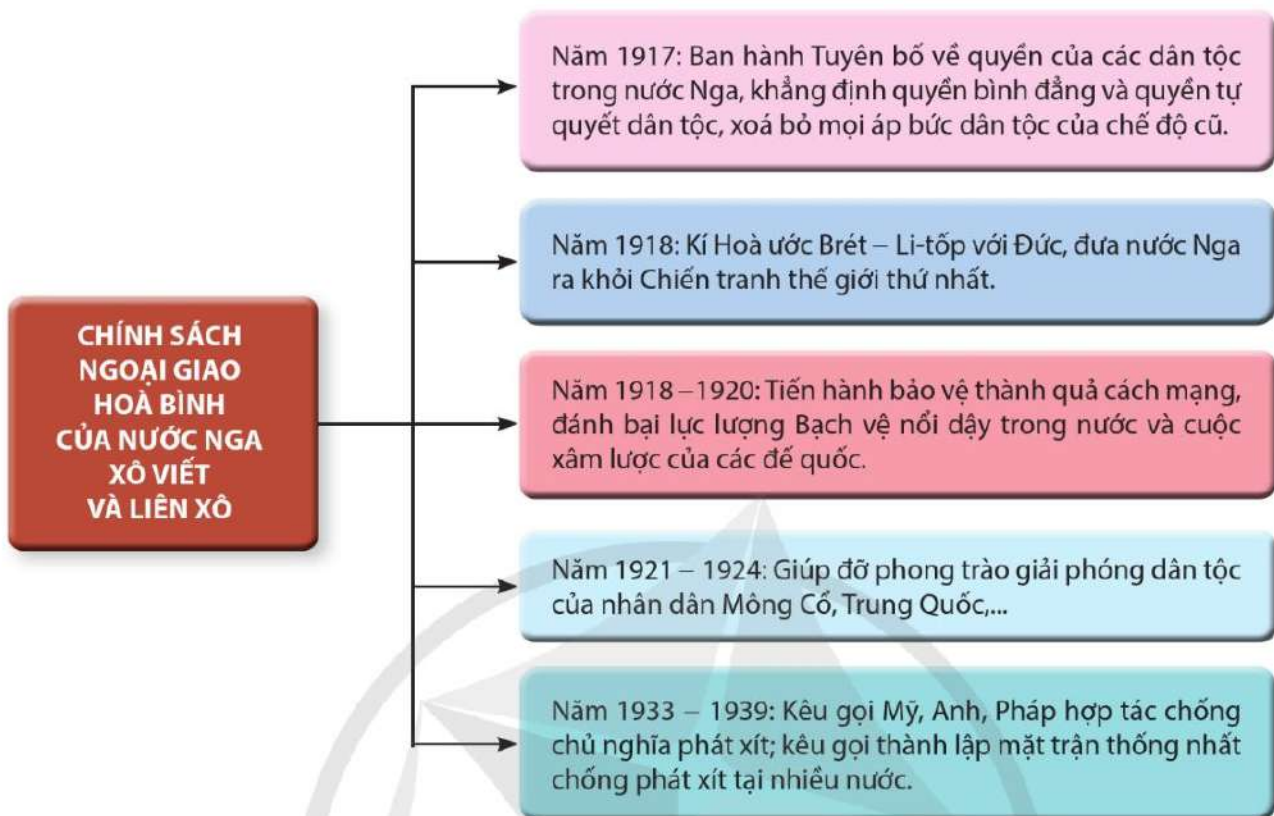 CHÍNH SÁCH
NGOẠI GIAO
HOÀ BÌNH
CỦA NƯỚC NGA
XÔ VIẾT
VÀ LIÊN XÔ
Năm 1917: Ban hành Tuyên bố về quyền của các dân tộc
trong nước Nga, khẳng định quyền bình đẳng và quyền tự
quyết dân tộc, xoá bỏ mọi áp bức dân tộc của chế độ cũ.
Năm 1918: Kí Hoà ước Brét – Li-tốp với Đức, đưa nước Nga
ra khỏi Chiến tranh thế giới thứ nhất.
Năm 1918 –1920: Tiến hành bảo vệ thành quả cách mạng,
đánh bại lực lượng Bạch vệ nổi dậy trong nước và cuộc
xâm lược của các đế quốc.
Năm 1921 – 1924: Giúp đỡ phong trào giải phóng dân tộc
của nhân dân Mông Cổ, Trung Quốc,...
Năm 1933 – 1939: Kêu gọi Mỹ, Anh, Pháp hợp tác chống
chủ nghĩa phát xít; kêu gọi thành lập mặt trận thống nhất
chống phát xít tại nhiều nước.